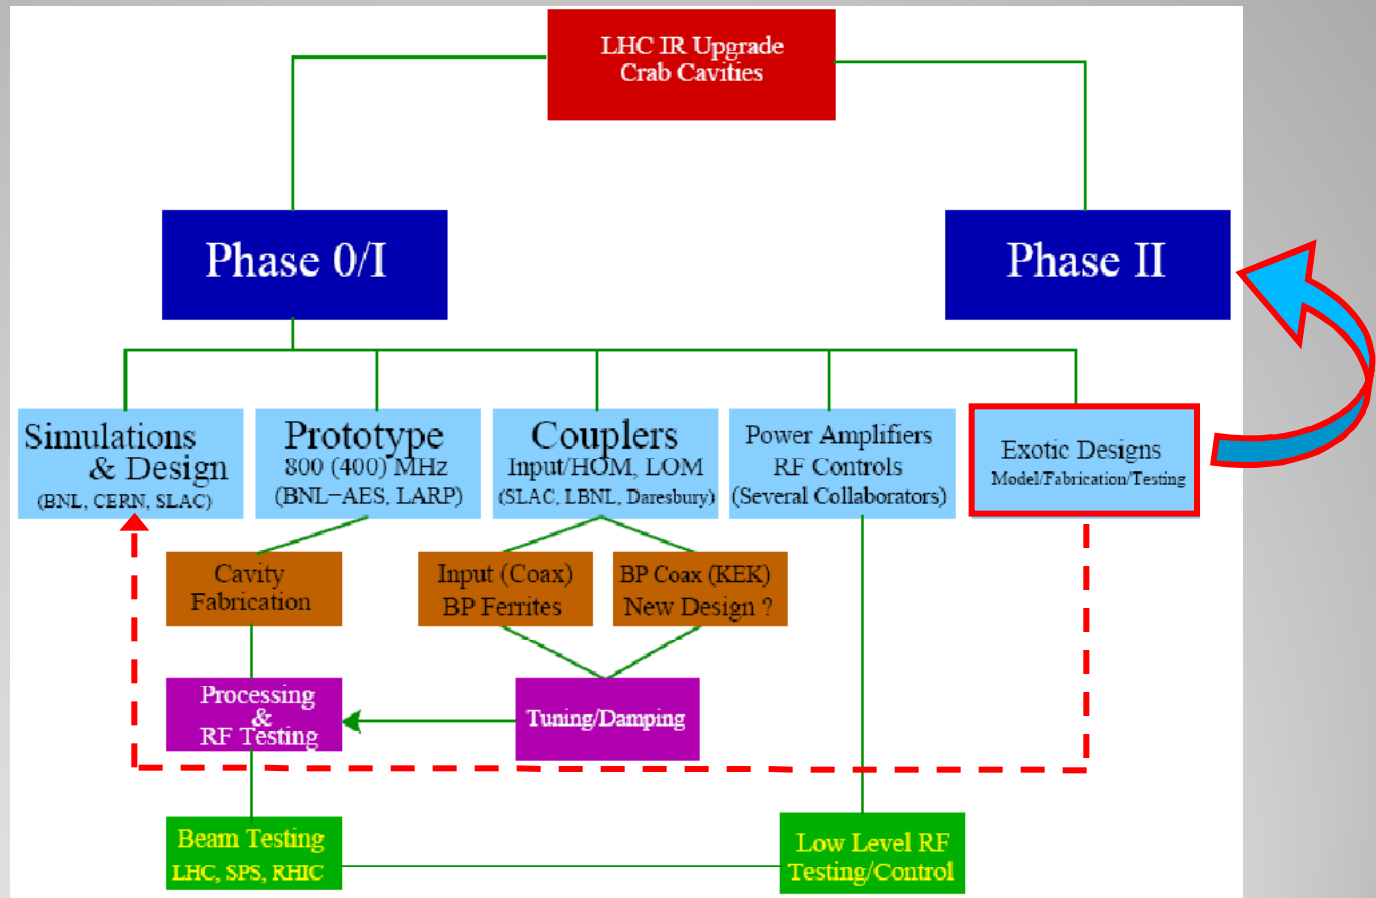 LHC IR Upgrade
Crab Cavities
Phase 0/I
Phase II
Simulations
& Design
(BNL, CERN, SLAC)
Prototype
800 (400) MHz
(BNL−AES, LARP)
Couplers
Input/HOM, LOM
(SLAC, LBNL, Daresbury)
Power Amplifiers
RF Controls
(Several Collaborators)
Exotic Designs
Model/Fabrication/Testing
Cavity
Fabrication
Input (Coax)
BP Ferrites
BP Coax (KEK)
New Design ?
Processing
&
RF Testing
Tuning/Damping
Beam Testing
LHC, SPS, RHIC
Low Level RF
Testing/Control